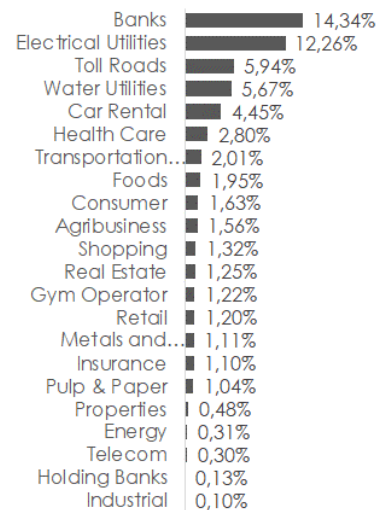 Banks 14,34%
Electrical Utilities 12,26%
Toll Roads 5,94%
Water Utilities 5,67%
Car Rental 4,45%
Health Care 2,80%
Transportation... 2,01%
Foods 1,95%
Consumer 1,63%
Agribusiness 1,56%
Shopping 1,32%
Real Estate 1,25%
Gym Operator 1,22%
Retail 1,20%
Metals and... 1,11%
Insurance 1,10%
Pulp & Paper 1,04%
Properties 0,48%
Energy 0,31%
Telecom 0,30%
Holding Banks 0,13%
Industrial 0,10%